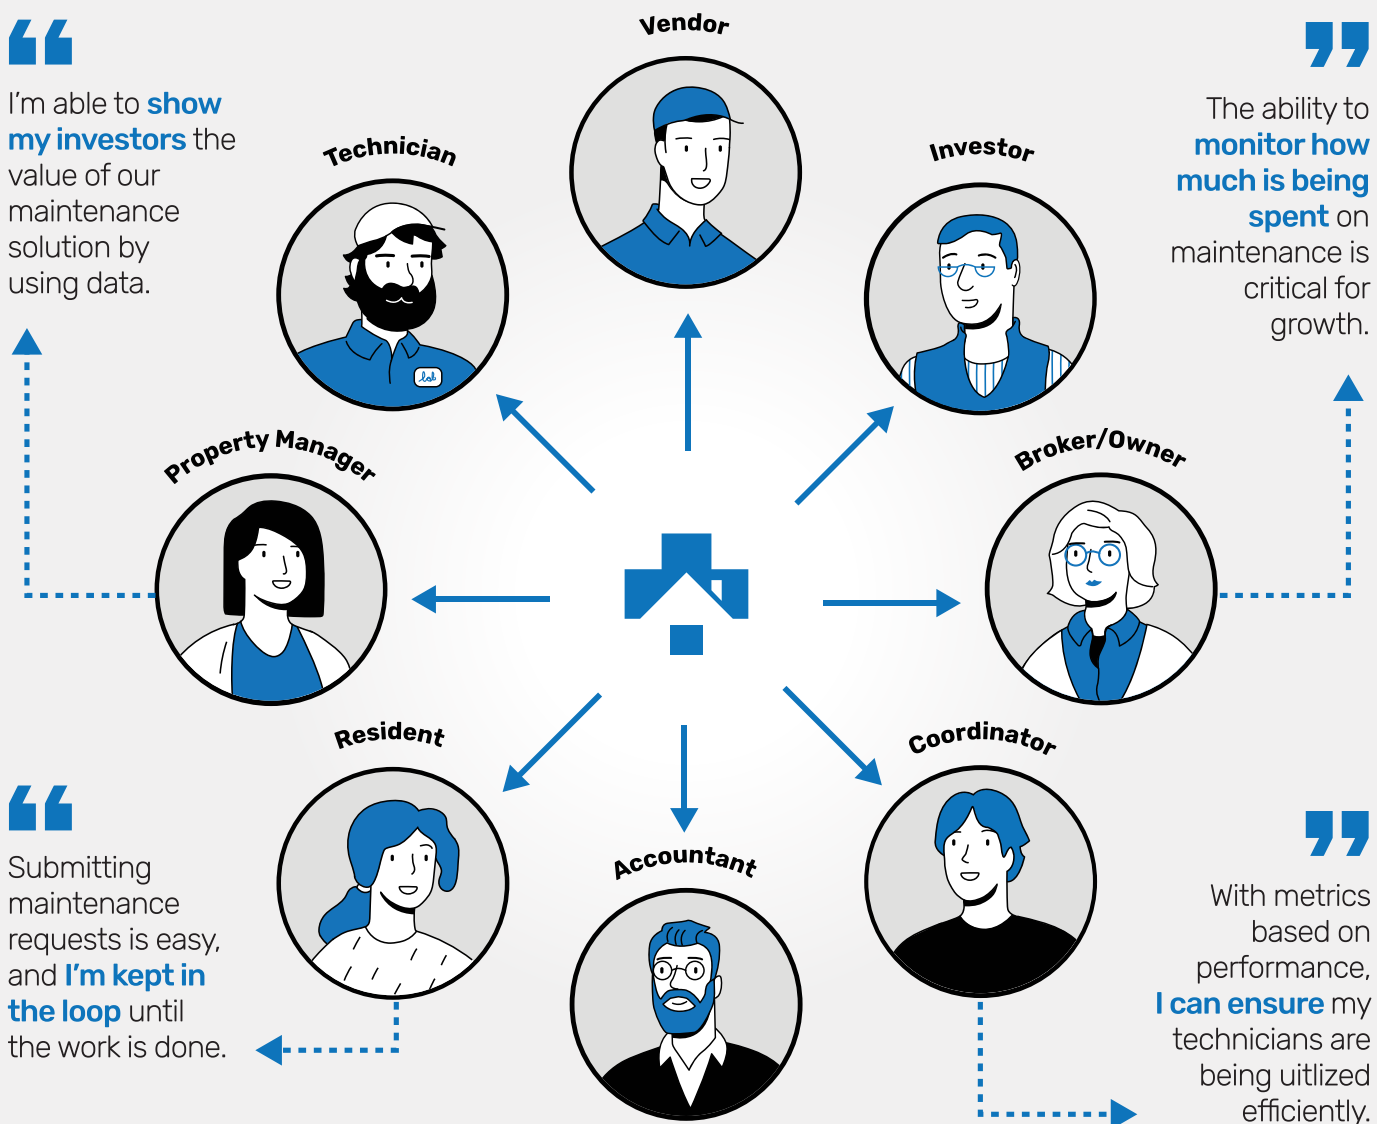 Vendor
I'm able to show
my investors the
value of our
maintenance
solution by
using data.
Technician
Investor
The ability to
monitor how
much is being
spent on
maintenance is
critical for
growth.
Property Manager
Broker/Owner
Resident
Coordinator
Accountant
Submitting
maintenance
requests is easy,
and I'm kept in
the loop until
the work is done.
With metrics
based on
performance,
I can ensure my
technicians are
being uitlized
efficiently.